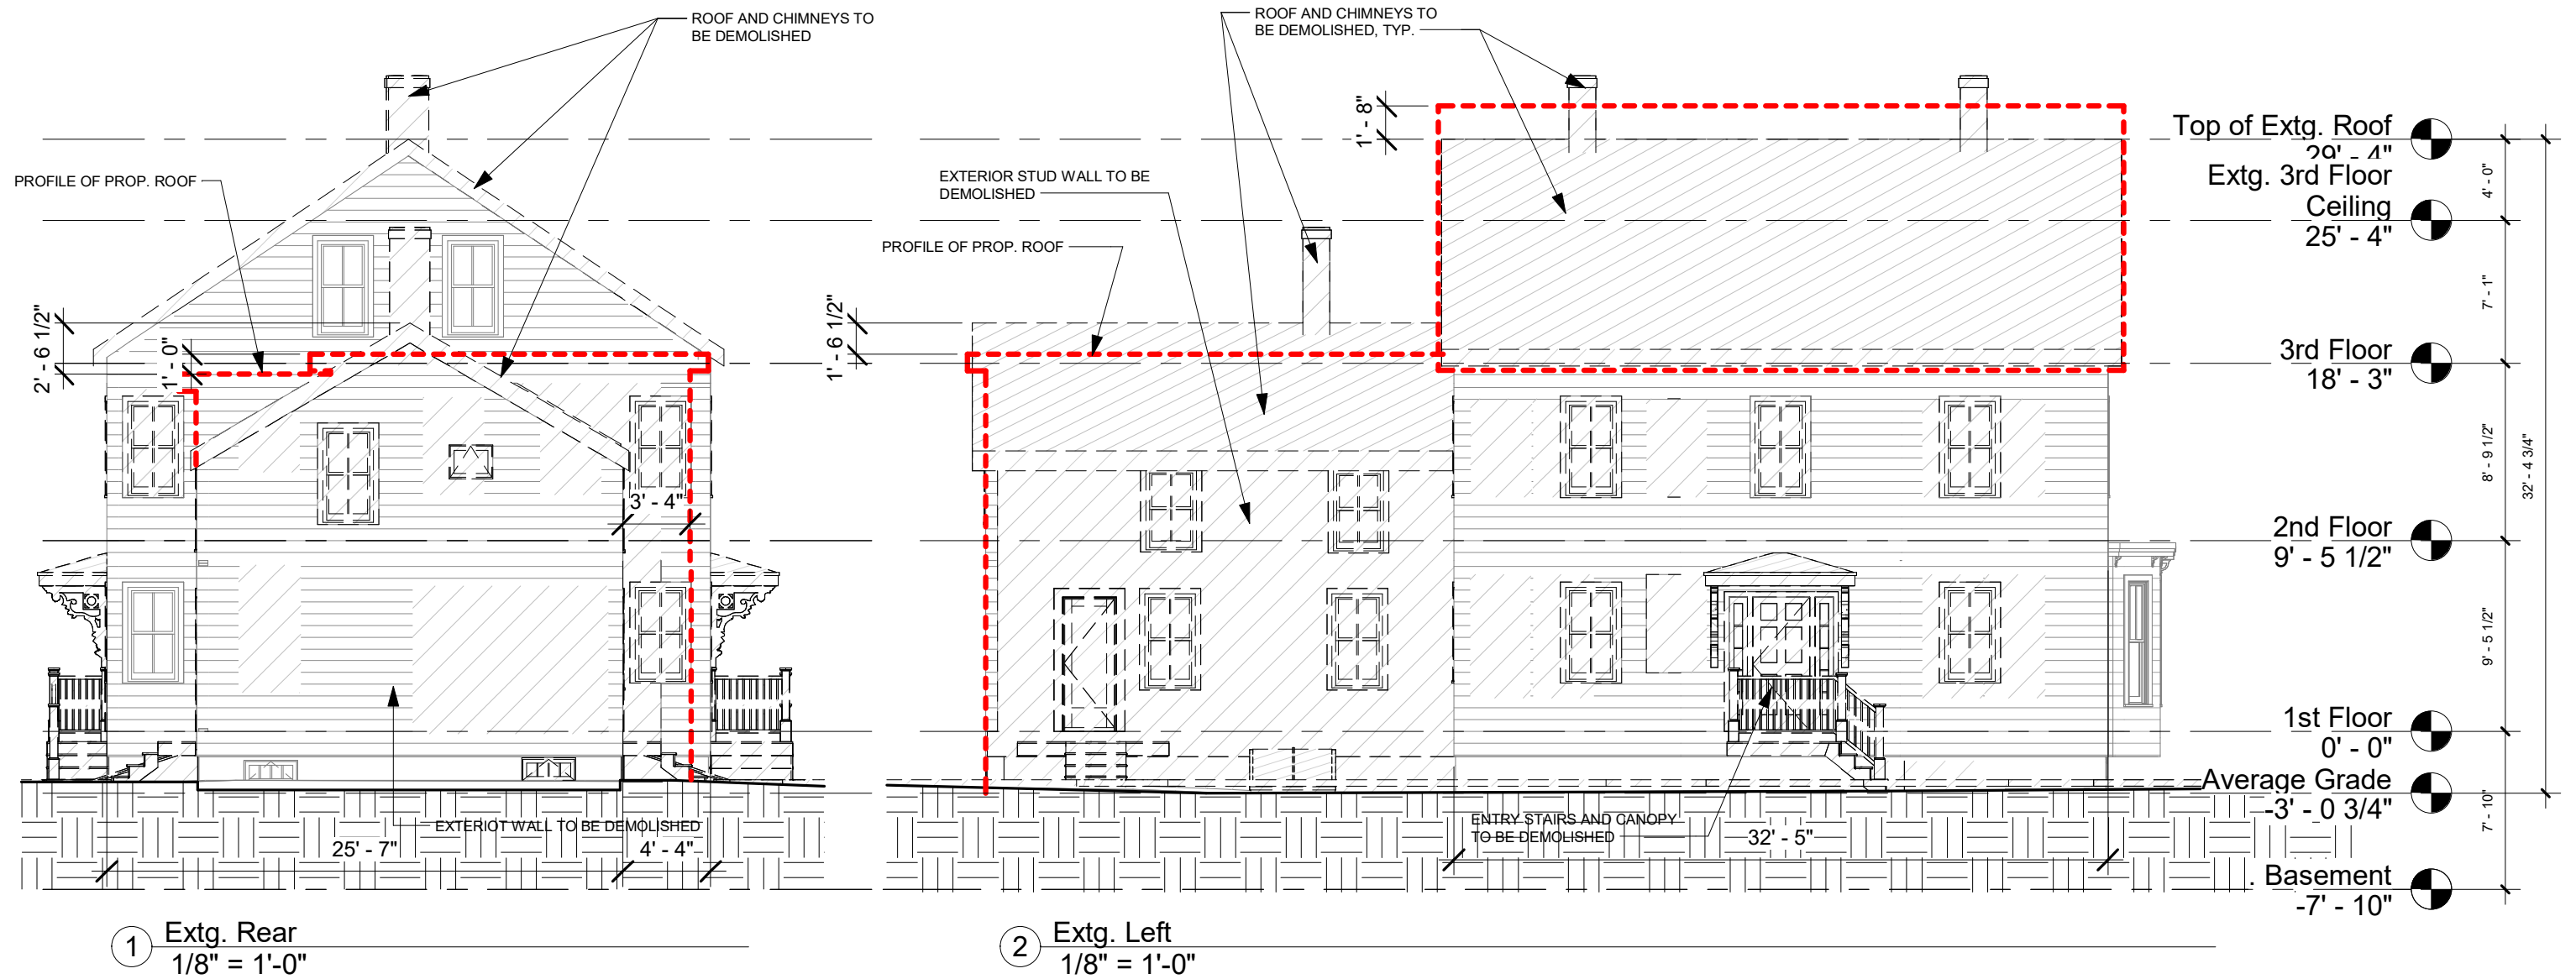 ROOF AND CHIMNEYS TO
BE DEMOLISHED
PROFILE OF PROP. ROOF
2' - 6 1/2"
1' - 0"
3' - 4"
EXTERIOT WALL TO BE DEMOLISHED
25' - 7"
4' - 4"
1
Extg. Rear
1/8" = 1'-0"
ROOF AND CHIMNEYS TO
BE DEMOLISHED, TYP.
1' - 8"
EXTERIOR STUD WALL TO BE
DEMOLISHED
PROFILE OF PROP. ROOF
1' - 6 1/2"
ENTRY STAIRS AND CANOPY
TO BE DEMOLISHED
32' - 5"
2
Extg. Left
1/8" = 1'-0"
Top of Extg. Roof
29' - 4"
Extg. 3rd Floor
Ceiling
25' - 4"
3rd Floor
18' - 3"
2nd Floor
9' - 5 1/2"
1st Floor
0' - 0"
Average Grade
-3' - 0 3/4"
. Basement
-7' - 10"
4' - 0"
7' - 1"
8' - 9 1/2"
9' - 5 1/2"
7' - 10"
32' - 4 3/4"